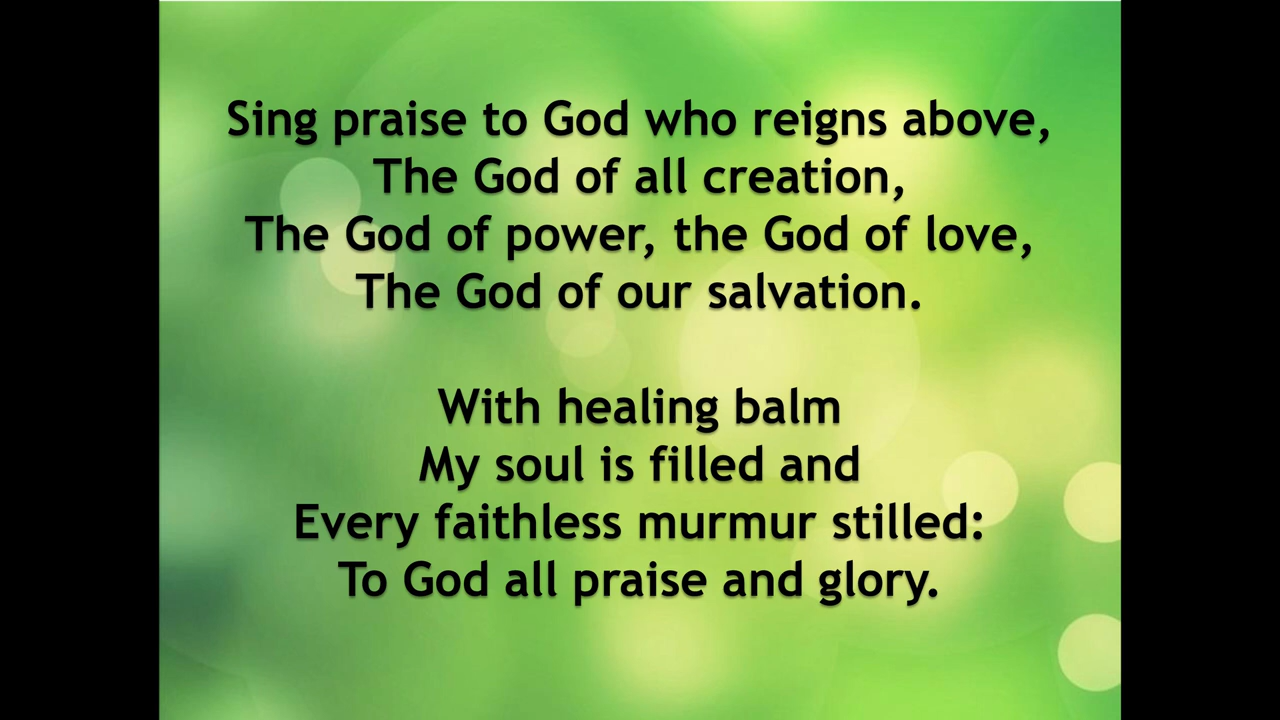 Sing praise to God who reigns above,
The God of all creation,
The God of power, the God of love,
The God of our salvation.
With healing balm
My soul is filled and
Every faithless murmur stilled:
To God all praise and glory.